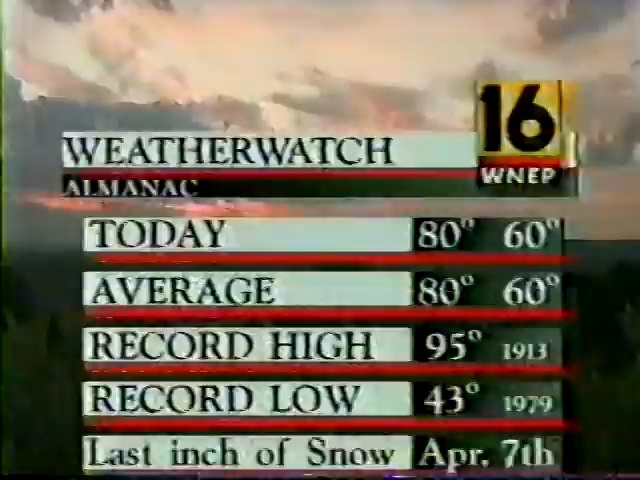 16
WEATHERWATCH
WNEP
ALMANAC
TODAY 80° 60°
AVERAGE 80° 60°
RECORD HIGH 95° 1913
RECORD LOW 43° 1979
Last inch of Snow Apr. 7th